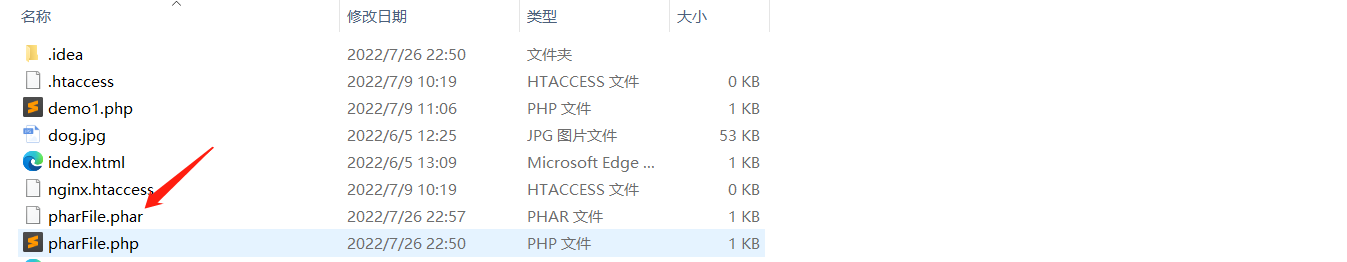 名称 修改日期 类型 大小
.idea 2022/7/26 22:50 文件夹
.htaccess 2022/7/9 10:19 HTACCESS 文件 0 KB
demo1.php 2022/7/9 11:06 PHP 文件 1 KB
dog.jpg 2022/6/5 12:25 JPG 图片文件 53 KB
index.html 2022/6/5 13:09 Microsoft Edge ... 1 KB
nginx.htaccess 2022/7/9 10:19 HTACCESS 文件 0 KB
pharFile.phar 2022/7/26 22:57 PHAR 文件 1 KB
pharFile.php 2022/7/26 22:50 PHP 文件 1 KB